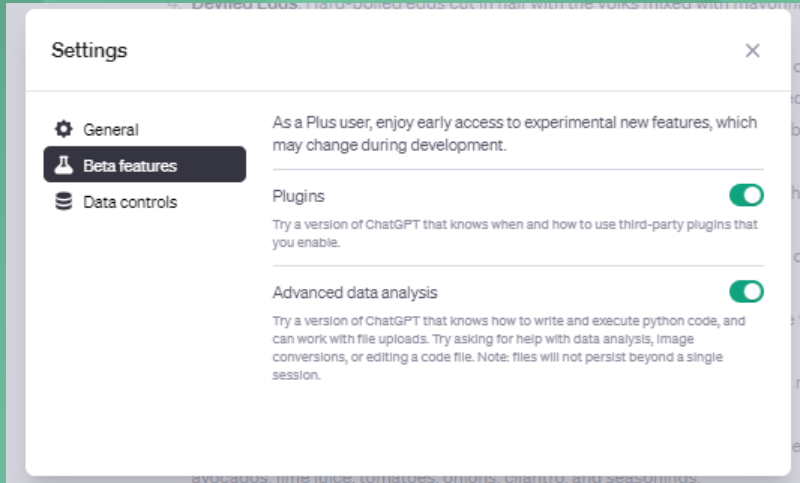 4. Deviled Eggs: Hard-boiled eggs cut in half with the yolks mixed with mayonna
Settings
General
Beta features
Data controls
As a Plus user, enjoy early access to experimental new features, which
may change during development.
Plugins
Try a version of ChatGPT that knows when and how to use third-party plugins that
you enable.
Advanced data analysis
Try a version of ChatGPT that knows how to write and execute python code, and
can work with file uploads. Try asking for help with data analysis, image
conversions, or editing a code file. Note: files will not persist beyond a single
session.
avocados, lime juice, tomatoes, onions, cilantro, and seasonings.